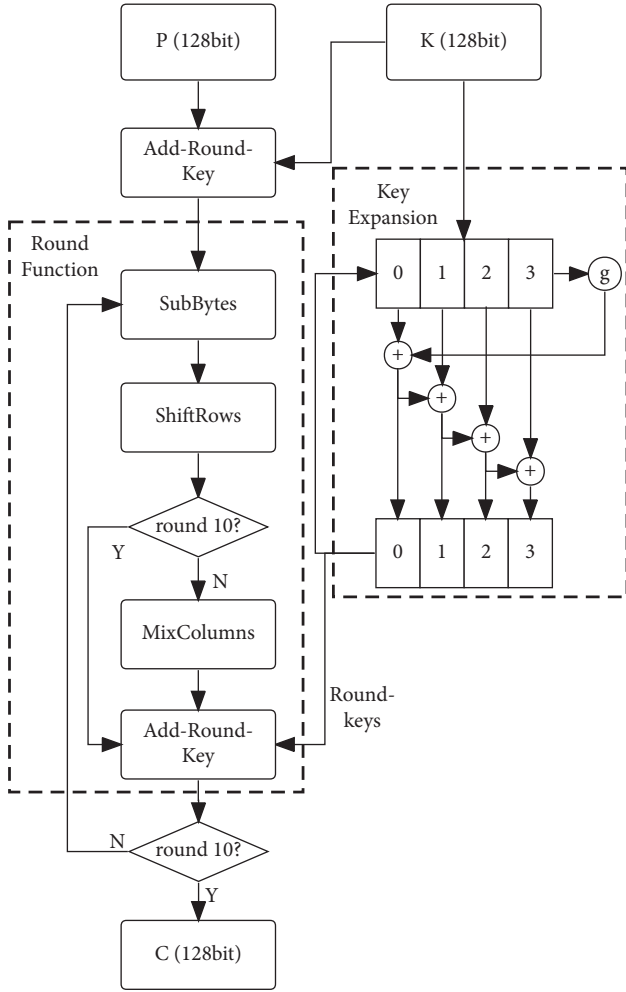 P (128bit)
K (128bit)
Add-Round-
Key
Key
Expansion
Round
Function
0 1 2 3
g
SubBytes
+
+
ShiftRows
+
+
round 10?
Y
N
0 1 2 3
MixColumns
Round-
keys
Add-Round-
Key
round 10?
N
Y
C (128bit)